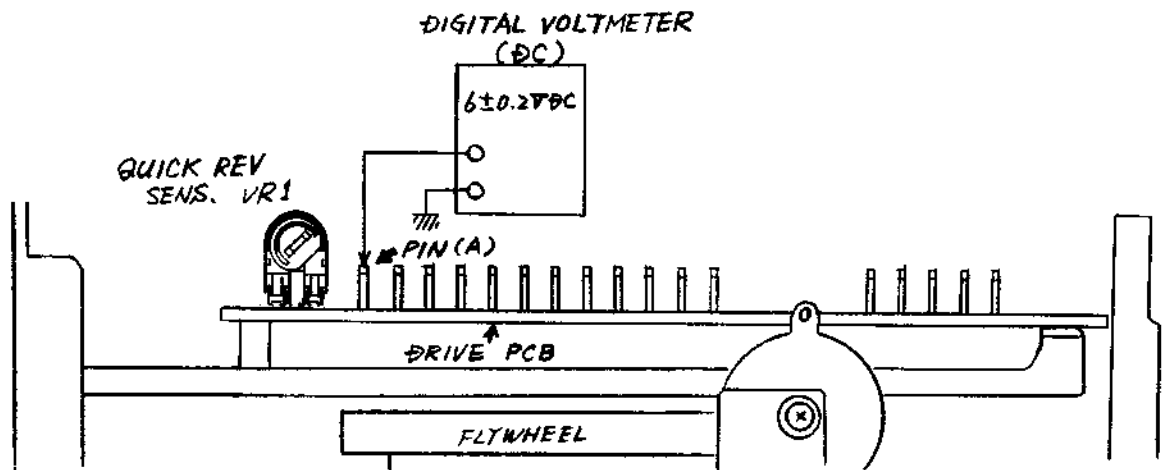 DIGITAL VOLTMETER
(DC)
6±0.2VDC
QUICK REV
SENS. VR1
PIN (A)
DRIVE PCB
FLYWHEEL